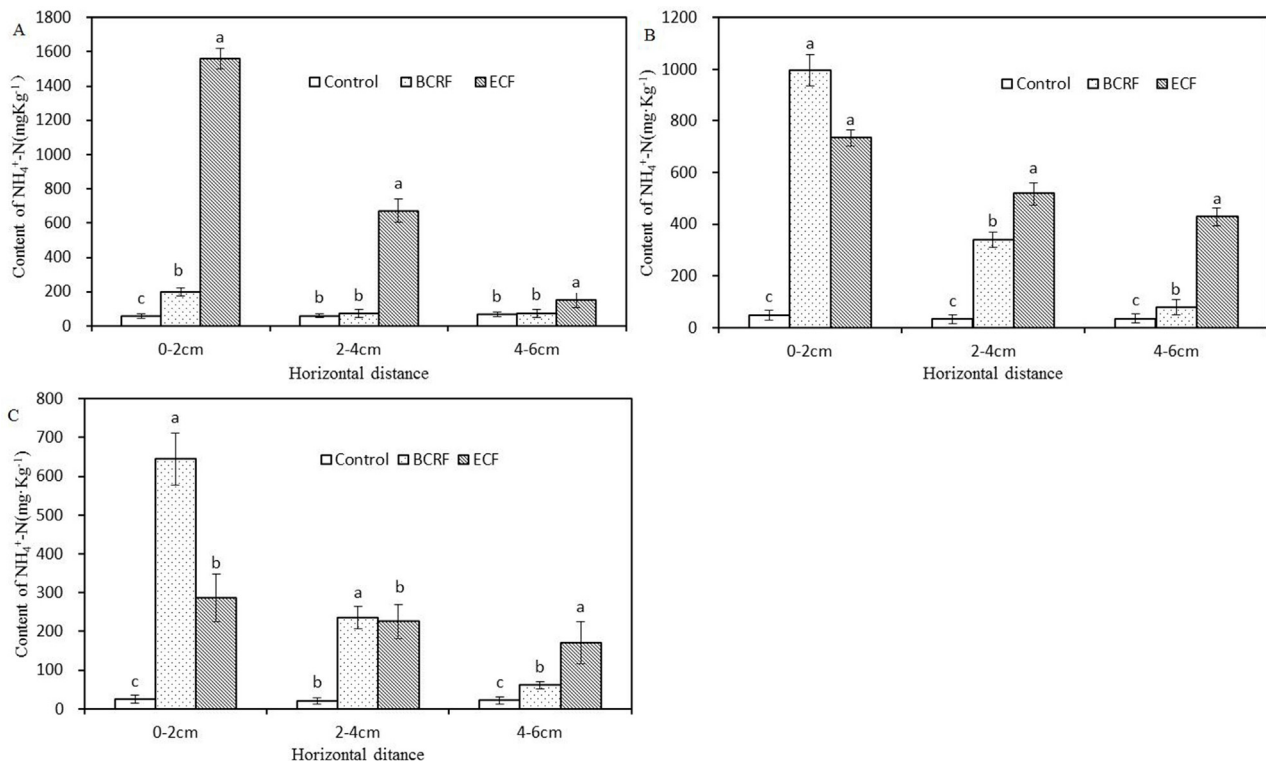 A
Content of NH₄⁺-N(mgKg⁻¹)
1800
1600
1400
1200
1000
800
600
400
200
0
Control BCRF ECF
c b a
b b a
b b a
0-2cm 2-4cm 4-6cm
Horizontal distance
B
Content of NH₄⁺-N(mg·Kg⁻¹)
1200
1000
800
600
400
200
0
Control BCRF ECF
c a a
c b a
c b a
0-2cm 2-4cm 4-6cm
Horizontal distance
C
Content of NH₄⁺-N(mg·Kg⁻¹)
800
700
600
500
400
300
200
100
0
Control BCRF ECF
c a b
b a b
c b a
0-2cm 2-4cm 4-6cm
Horizontal ditance